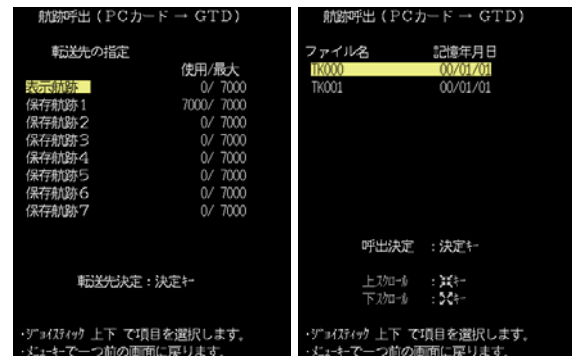 航跡呼出（PCカード → GTD）
転送先の指定
使用/最大
表示航跡 0/ 7000
保存航跡1 7000/ 7000
保存航跡2 0/ 7000
保存航跡3 0/ 7000
保存航跡4 0/ 7000
保存航跡5 0/ 7000
保存航跡6 0/ 7000
保存航跡7 0/ 7000
転送先決定：決定ｷｰ
・ｼﾞｮｲｽﾃｨｯｸ 上下 で項目を選択します。
・ﾒﾆｭｰｷｰで一つ前の画面に戻ります。
航跡呼出（PCカード → GTD）
ファイル名 記憶年月日
TK000 00/01/01
TK001 00/01/01
呼出決定 ：決定ｷｰ
上ｽｸﾛｰﾙ ：ｷｰ
下ｽｸﾛｰﾙ ：ｷｰ
・ｼﾞｮｲｽﾃｨｯｸ 上下 で項目を選択します。
・ﾒﾆｭｰｷｰで一つ前の画面に戻ります。